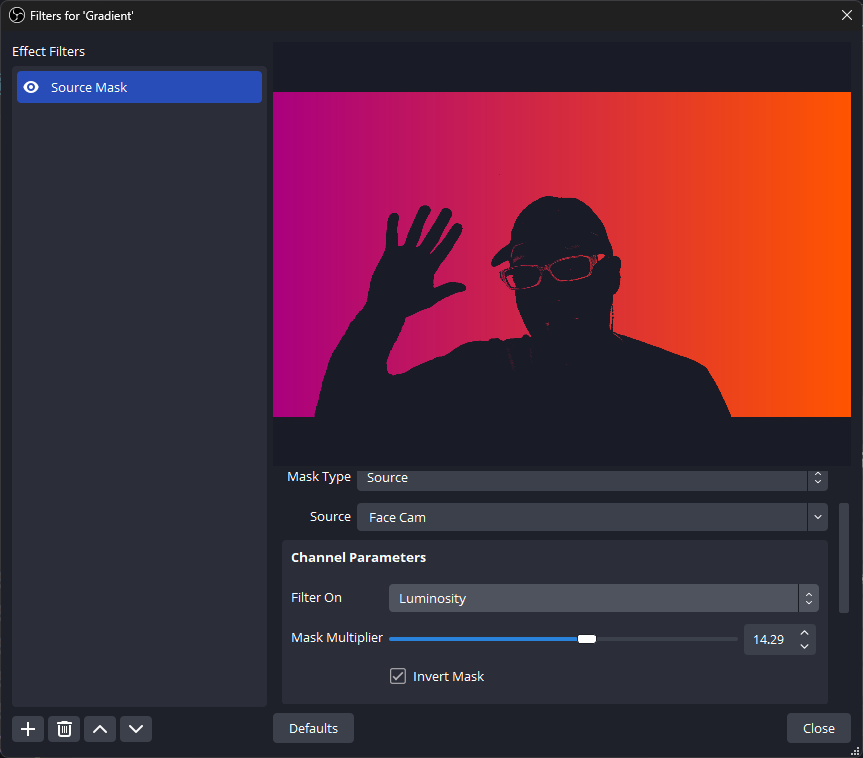 Filters for 'Gradient'
Effect Filters
Source Mask
Mask Type Source
Source Face Cam
Channel Parameters
Filter On Luminosity
Mask Multiplier 14.29
Invert Mask
Defaults Close